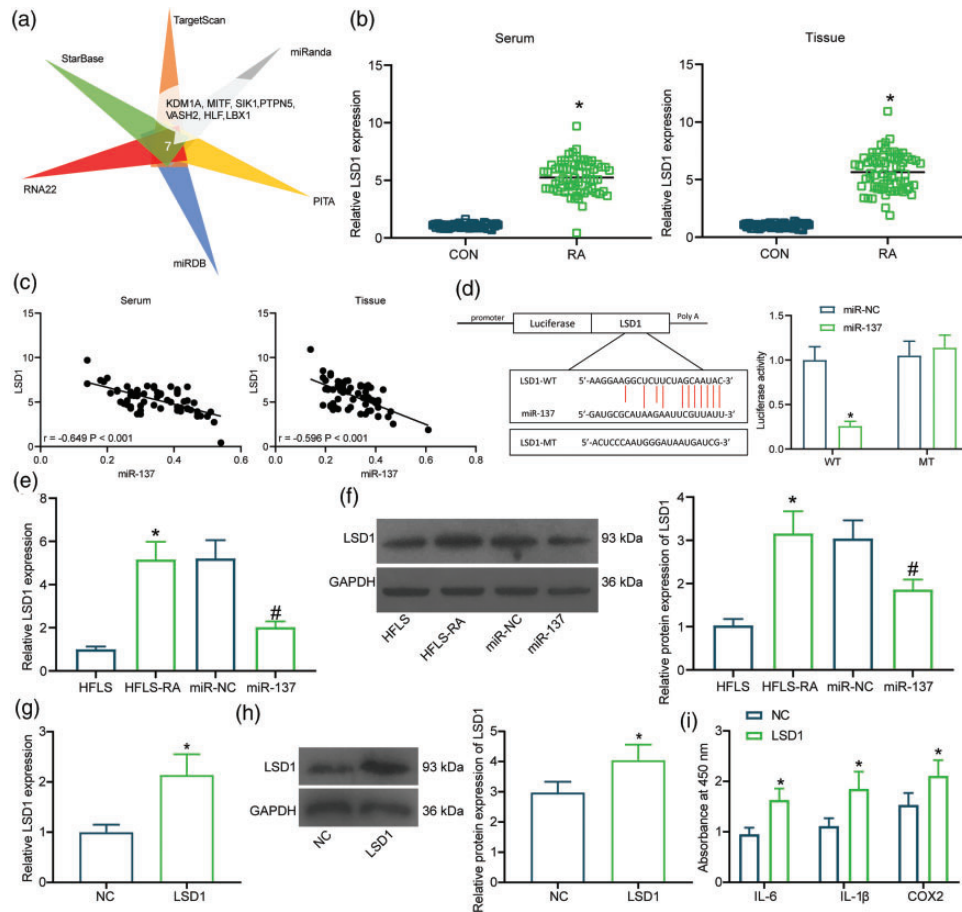 (a)
TargetScan
StarBase
miRanda
KDM1A, MITF, SIK1,PTPN5,
VASH2, HLF,LBX1
7
RNA22
PITA
miRDB
(b)
Serum
Relative LSD1 expression
15
10
5
0
*
CON
RA
Tissue
Relative LSD1 expression
15
10
5
0
*
CON
RA
(c)
Serum
LSD1
15
10
5
0
r = -0.649 P < 0.001
0.0
0.2
0.4
0.6
miR-137
Tissue
LSD1
15
10
5
0
r = -0.596 P < 0.001
0.0
0.2
0.4
0.6
0.8
miR-137
(d)
promoter
Luciferase
LSD1
Poly A
LSD1-WT 5'-AAGGAAGGCUCUUCUAGCAAUAC-3'
miR-137 5'-GAUGCGCAUAAGAAUUCGUUAUU-3'
LSD1-MT 5'-ACUCCCAAUGGGAUAAUGAUCG-3'
miR-NC
miR-137
Luciferase activity
1.5
1.0
0.5
0.0
*
WT
MT
(e)
Relative LSD1 expression
8
6
4
2
0
*
#
HFLS
HFLS-RA
miR-NC
miR-137
(f)
LSD1
93 kDa
GAPDH
36 kDa
HFLS
HFLS-RA
miR-NC
miR-137
Relative protein expression of LSD1
4
3
2
1
0
*
#
HFLS
HFLS-RA
miR-NC
miR-137
(g)
Relative LSD1 expression
3
2
1
0
*
NC
LSD1
(h)
LSD1
93 kDa
GAPDH
36 kDa
NC
LSD1
Relative protein expression of LSD1
5
4
3
2
1
0
*
NC
LSD1
(i)
NC
LSD1
Absorbance at 450 nm
4
3
2
1
0
*
*
*
IL-6
IL-1β
COX2